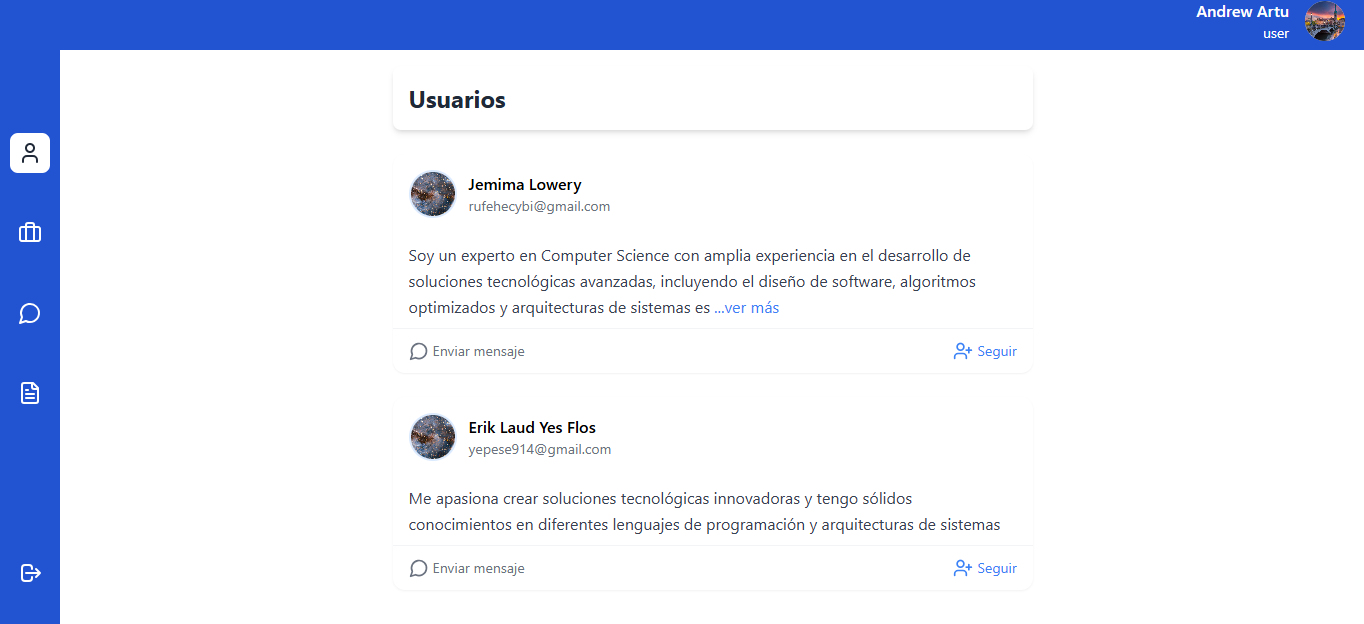 Andrew Artu
user
Usuarios
Jemima Lowery
rufehecybi@gmail.com
Soy un experto en Computer Science con amplia experiencia en el desarrollo de
soluciones tecnológicas avanzadas, incluyendo el diseño de software, algoritmos
optimizados y arquitecturas de sistemas es ...ver más
Enviar mensaje
Seguir
Erik Laud Yes Flos
yepese914@gmail.com
Me apasiona crear soluciones tecnológicas innovadoras y tengo sólidos
conocimientos en diferentes lenguajes de programación y arquitecturas de sistemas
Enviar mensaje
Seguir